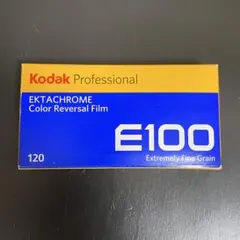 Kodak Professional
EKTACHROME
Color Reversal Film
E100
120
Extremely Fine Grain